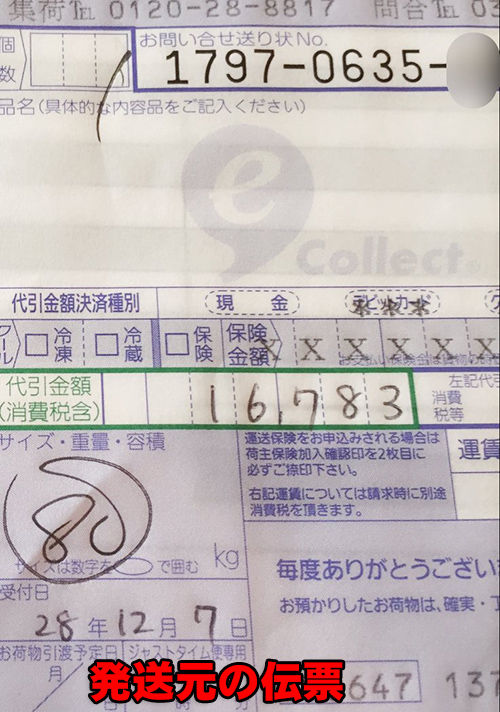 集荷TEL 0120-28-8817 問合TEL 03
個数
お問い合せ送り状No.
1797-0635-
品名(具体的な内容品をご記入ください)
e
Collect
代引金額決済種別 現金 デビットカード
冷凍 冷蔵 保険 保険金額 X X X X X X
代引金額
(消費税含)
16,783
左記代
消費税等
サイズ・重量・容積
80
サイズは数字を で囲む kg
運送保険をお申込みされる場合は
荷主保険加入確認印を2枚目に
必ずご捺印下さい。
右記運賃については請求時に別途
消費税を頂きます。
運賃
受付日
28年12月7日
毎度ありがとうござい
お預かりしたお荷物は、確実・丁
お荷物引渡予定日 ジャストタイム便専用
月
647 137
発送元の伝票